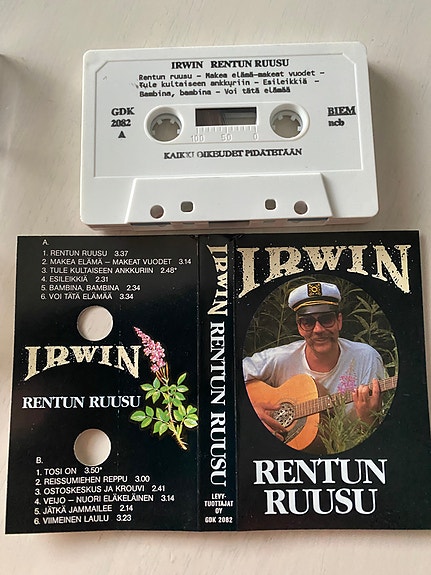 IRWIN RENTUN RUUSU
Rentun ruusu – Makea elämä-makeat vuodet –
Tule kultaiseen ankkuriin – Esileikkiä –
Bambina, bambina – Voi tätä elämää
GDK
2082
A
BIEM
ncb
100 50 0
KAIKKI OIKEUDET PIDÄTETÄÄN
A.
1. RENTUN RUUSU 3.37
2. MAKEA ELÄMÄ – MAKEAT VUODET 3.14
3. TULE KULTAISEEN ANKKURIIN 2.48*
4. ESILEIKKIÄ 2.31
5. BAMBINA, BAMBINA 2.34
6. VOI TÄTÄ ELÄMÄÄ 3.34
IRWIN
RENTUN RUUSU
B.
1. TOSI ON 3.50*
2. REISSUMIEHEN REPPU 3.00
3. OSTOSKESKUS JA KROUVI 2.41
4. VEIJO – NUORI ELÄKELÄINEN 3.14
5. JÄTKÄ JAMMAILEE 2.14
6. VIIMEINEN LAULU 3.23
IRWIN RENTUN RUUSU
LEVY-
TUOTTAJAT
OY
GDK 2082
IRWIN
RENTUN
RUUSU